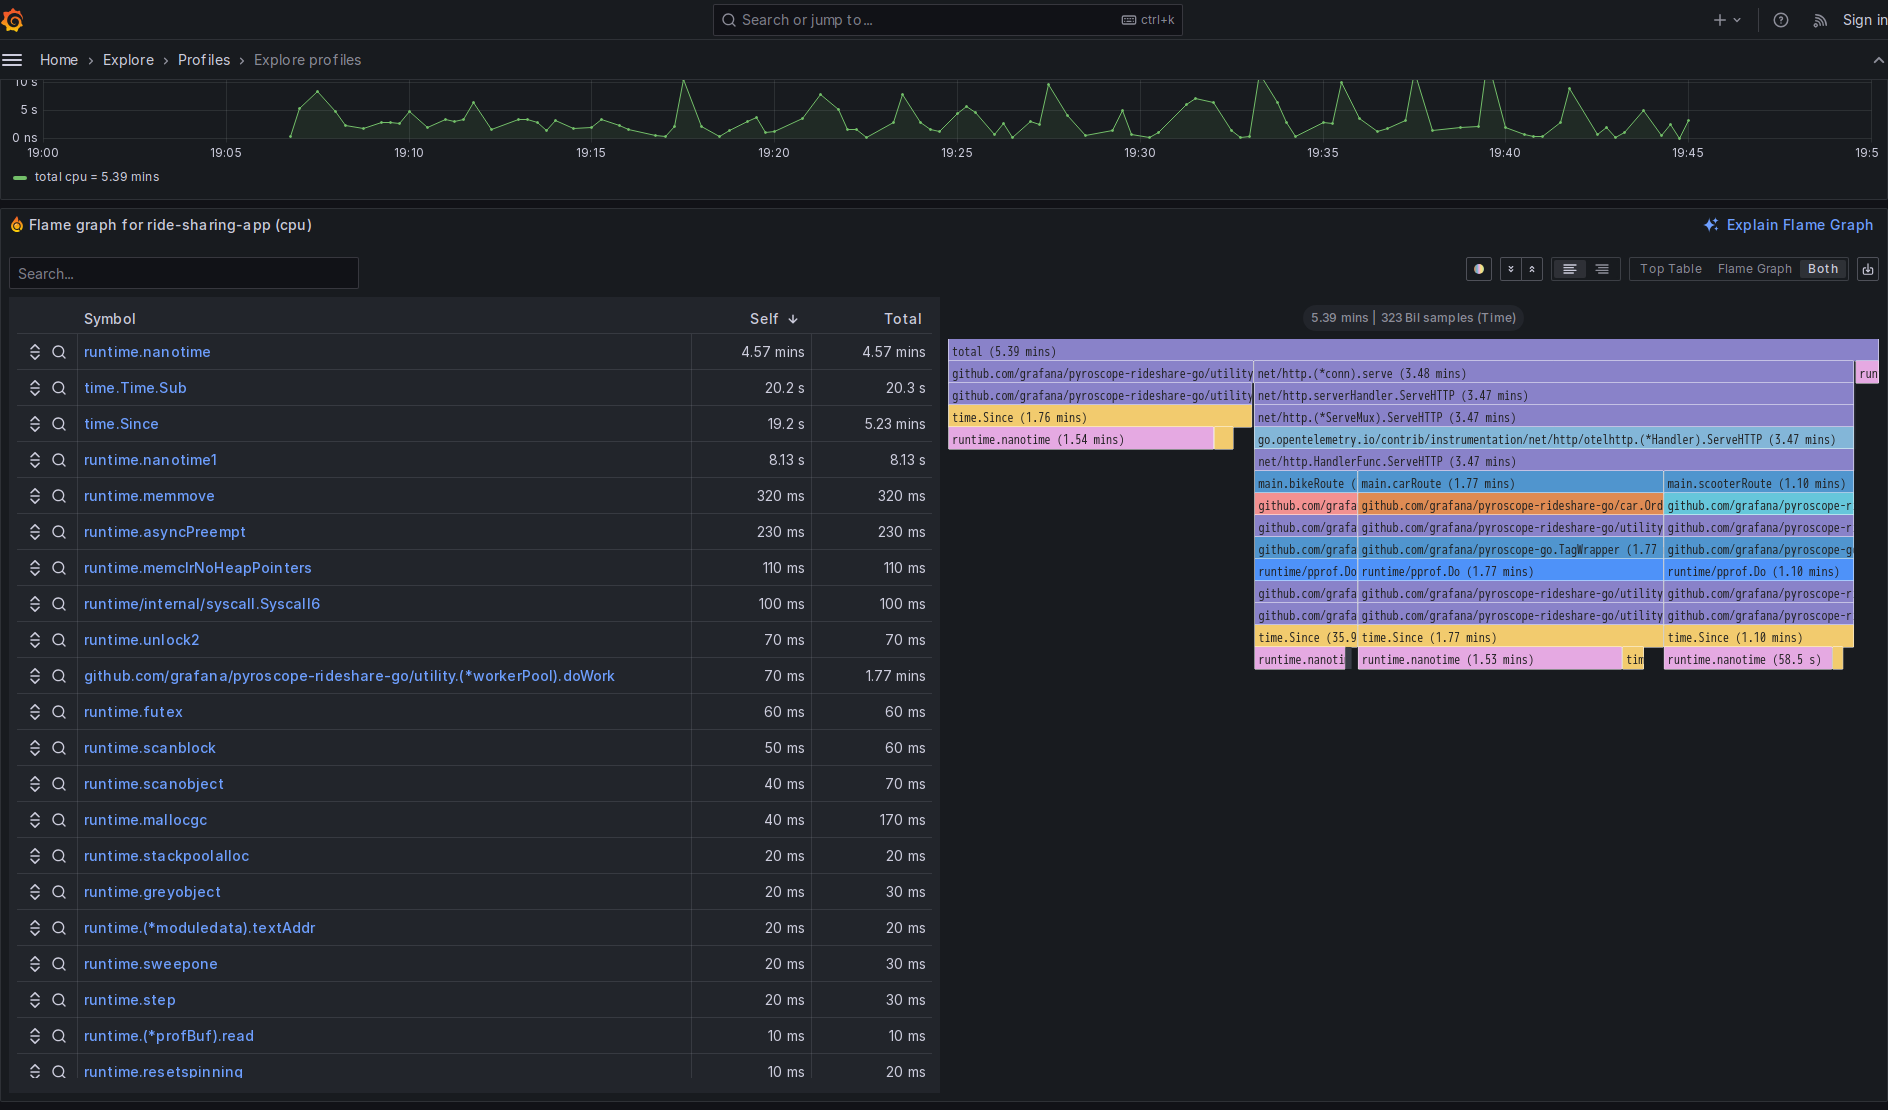 Search or jump to...
ctrl+k
Sign in
Home › Explore › Profiles › Explore profiles
10 s
5 s
0 ns
19:00 19:05 19:10 19:15 19:20 19:25 19:30 19:35 19:40 19:45 19:5
total cpu = 5.39 mins
Flame graph for ride-sharing-app (cpu)
Explain Flame Graph
Search...
Top Table Flame Graph Both
Symbol Self Total
runtime.nanotime 4.57 mins 4.57 mins
time.Time.Sub 20.2 s 20.3 s
time.Since 19.2 s 5.23 mins
runtime.nanotime1 8.13 s 8.13 s
runtime.memmove 320 ms 320 ms
runtime.asyncPreempt 230 ms 230 ms
runtime.memclrNoHeapPointers 110 ms 110 ms
runtime/internal/syscall.Syscall6 100 ms 100 ms
runtime.unlock2 70 ms 70 ms
github.com/grafana/pyroscope-rideshare-go/utility.(*workerPool).doWork 70 ms 1.77 mins
runtime.futex 60 ms 60 ms
runtime.scanblock 50 ms 60 ms
runtime.scanobject 40 ms 70 ms
runtime.mallocgc 40 ms 170 ms
runtime.stackpoolalloc 20 ms 20 ms
runtime.greyobject 20 ms 30 ms
runtime.(*moduledata).textAddr 20 ms 20 ms
runtime.sweepone 20 ms 30 ms
runtime.step 20 ms 30 ms
runtime.(*profBuf).read 10 ms 10 ms
runtime.resetspinning 10 ms 20 ms
5.39 mins | 323 Bil samples (Time)
total (5.39 mins)
github.com/grafana/pyroscope-rideshare-go/utility net/http.(*conn).serve (3.48 mins) run
github.com/grafana/pyroscope-rideshare-go/utility net/http.serverHandler.ServeHTTP (3.47 mins)
time.Since (1.76 mins) net/http.(*ServeMux).ServeHTTP (3.47 mins)
runtime.nanotime (1.54 mins) go.opentelemetry.io/contrib/instrumentation/net/http/otelhttp.(*Handler).ServeHTTP (3.47 mins)
net/http.HandlerFunc.ServeHTTP (3.47 mins)
main.bikeRoute ( main.carRoute (1.77 mins) main.scooterRoute (1.10 mins)
github.com/grafa github.com/grafana/pyroscope-rideshare-go/car.Ord github.com/grafana/pyroscope-r
github.com/grafa github.com/grafana/pyroscope-rideshare-go/utility github.com/grafana/pyroscope-r
github.com/grafa github.com/grafana/pyroscope-go.TagWrapper (1.77 github.com/grafana/pyroscope-g
runtime/pprof.Do runtime/pprof.Do (1.77 mins) runtime/pprof.Do (1.10 mins)
github.com/grafa github.com/grafana/pyroscope-rideshare-go/utility github.com/grafana/pyroscope-r
github.com/grafa github.com/grafana/pyroscope-rideshare-go/utility github.com/grafana/pyroscope-r
time.Since (35.9 time.Since (1.77 mins) time.Since (1.10 mins)
runtime.nanoti runtime.nanotime (1.53 mins) tim runtime.nanotime (58.5 s)